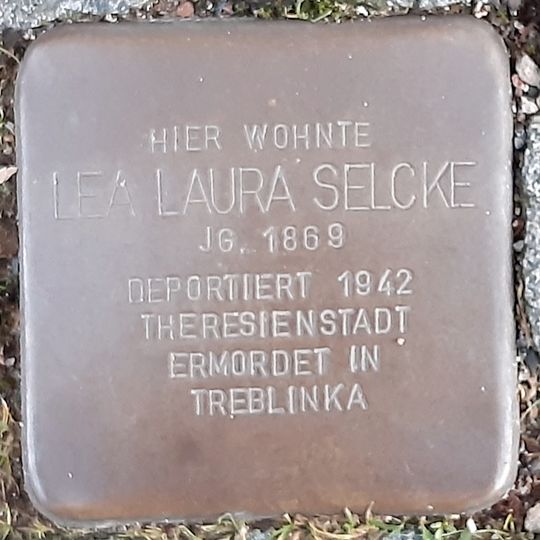 HIER WOHNTE
LEA LAURA SELCKE
JG. 1869
DEPORTIERT 1942
THERESIENSTADT
ERMORDET IN
TREBLINKA